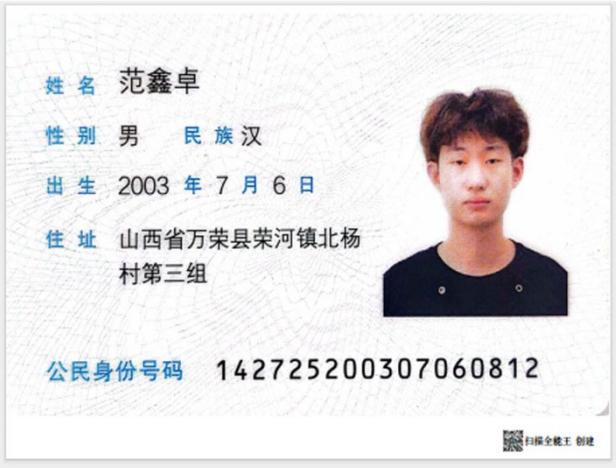 姓名 范鑫卓
性别 男 民族 汉
出生 2003 年 7 月 6 日
住址 山西省万荣县荣河镇北杨
村第三组
公民身份号码 142725200307060812
扫描全能王 创建